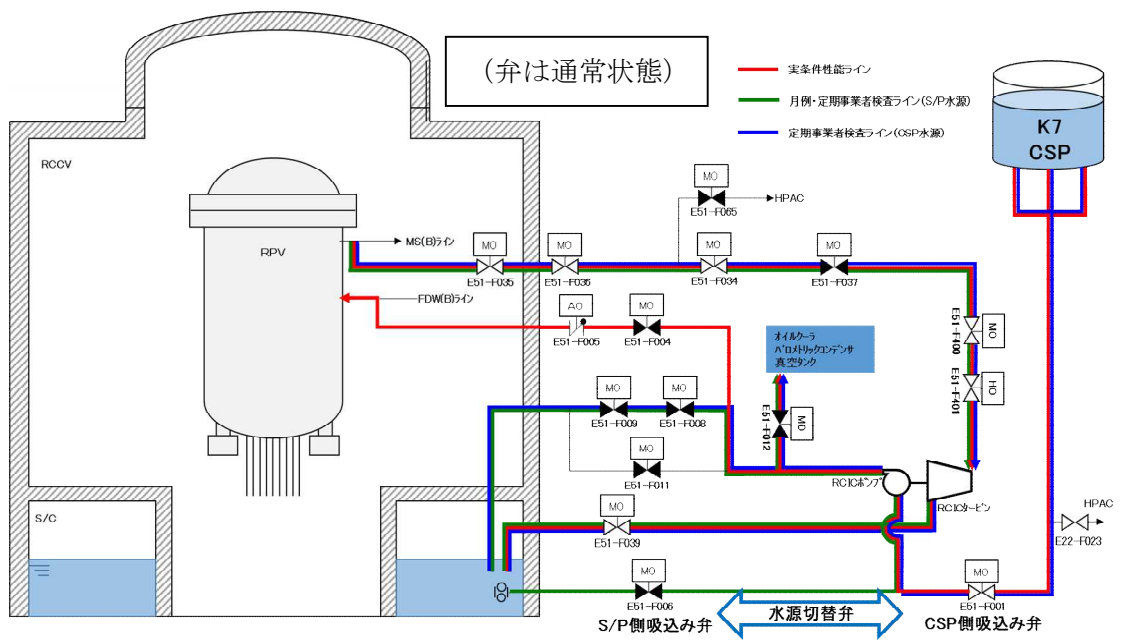 (弁は通常状態)
実条件性能ライン
月例・定期事業者検査ライン(S/P水源)
定期事業者検査ライン(CSP水源)
K7
CSP
RCCV
RPV
MS(B)ライン
FDW(B)ライン
MO
E51-F065
HPAC
MO
E51-F035
MO
E51-F036
MO
E51-F034
MO
E51-F037
AO
E51-F005
MO
E51-F004
オイルクーラ
バロメトリックコンデンサ
真空タンク
MO
E51-F400
HO
E51-F401
MO
E51-F009
MO
E51-F008
MO
E51-F012
MO
E51-F011
RCICポンプ
RCICタービン
S/C
MO
E51-F039
HPAC
E22-F023
MO
E51-F006
MO
E51-F001
水源切替弁
S/P側吸込み弁
CSP側吸込み弁